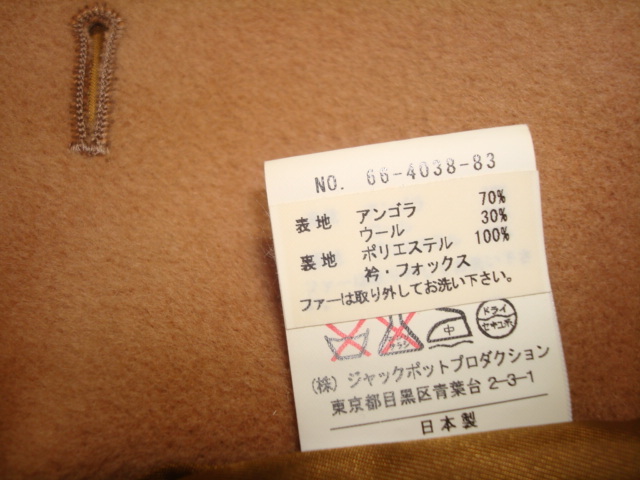 NO. 66-4038-83
表地 アンゴラ 70%
ウール 30%
裏地 ポリエステル 100%
衿・フォックス
ファーは取り外してお洗い下さい。
中 ドライ セキユ系
(株) ジャックポットプロダクション
東京都目黒区青葉台 2-3-1
日本製